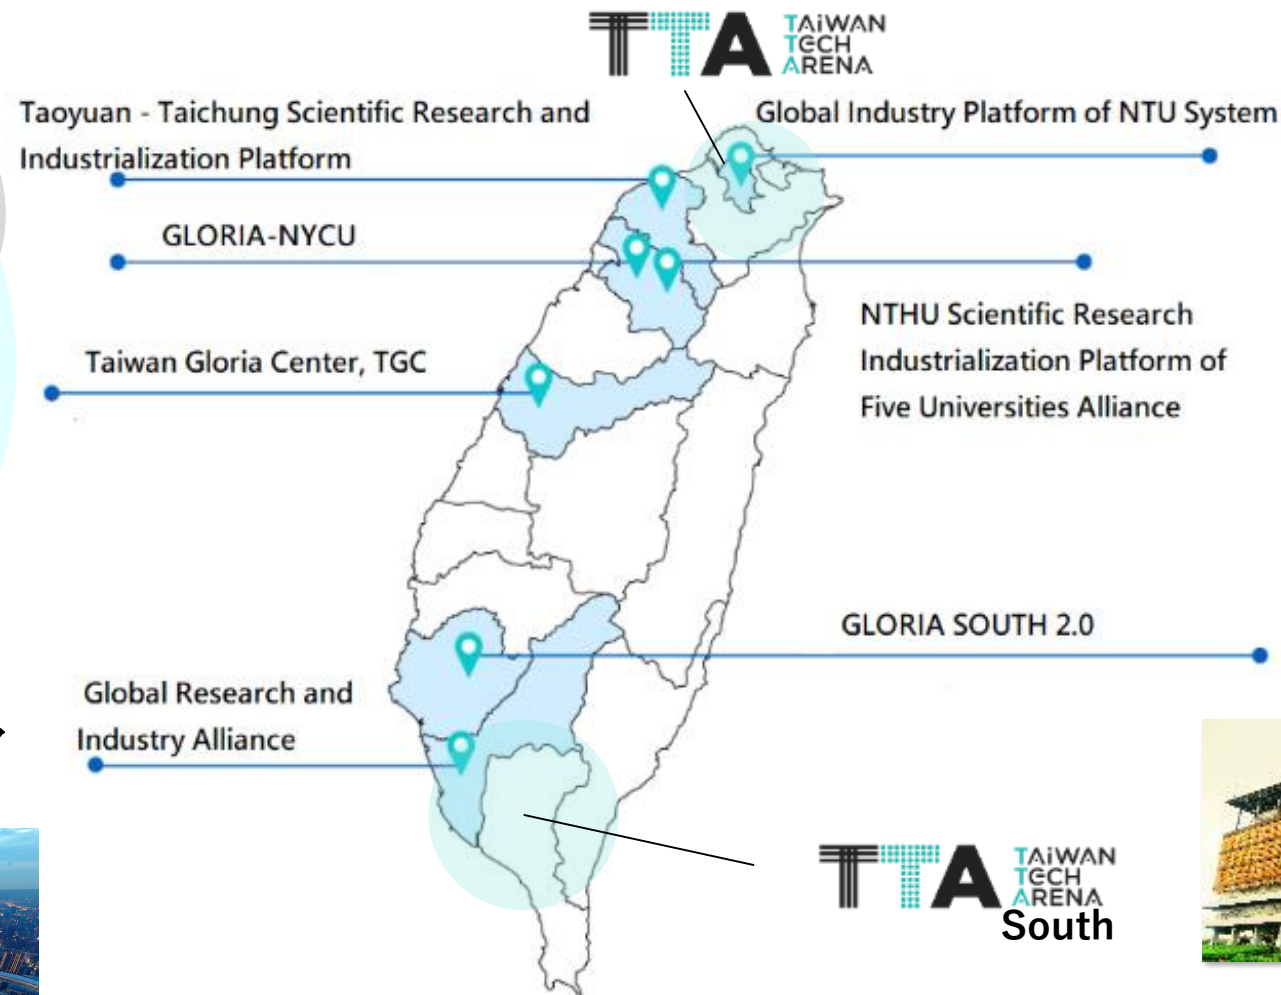 TTA TAiWAN
TECH
ARENA
Taoyuan - Taichung Scientific Research and
Industrialization Platform
Global Industry Platform of NTU System
GLORIA-NYCU
NTHU Scientific Research
Industrialization Platform of
Five Universities Alliance
Taiwan Gloria Center, TGC
GLORIA SOUTH 2.0
Global Research and
Industry Alliance
TTA TAiWAN
TECH
ARENA
South